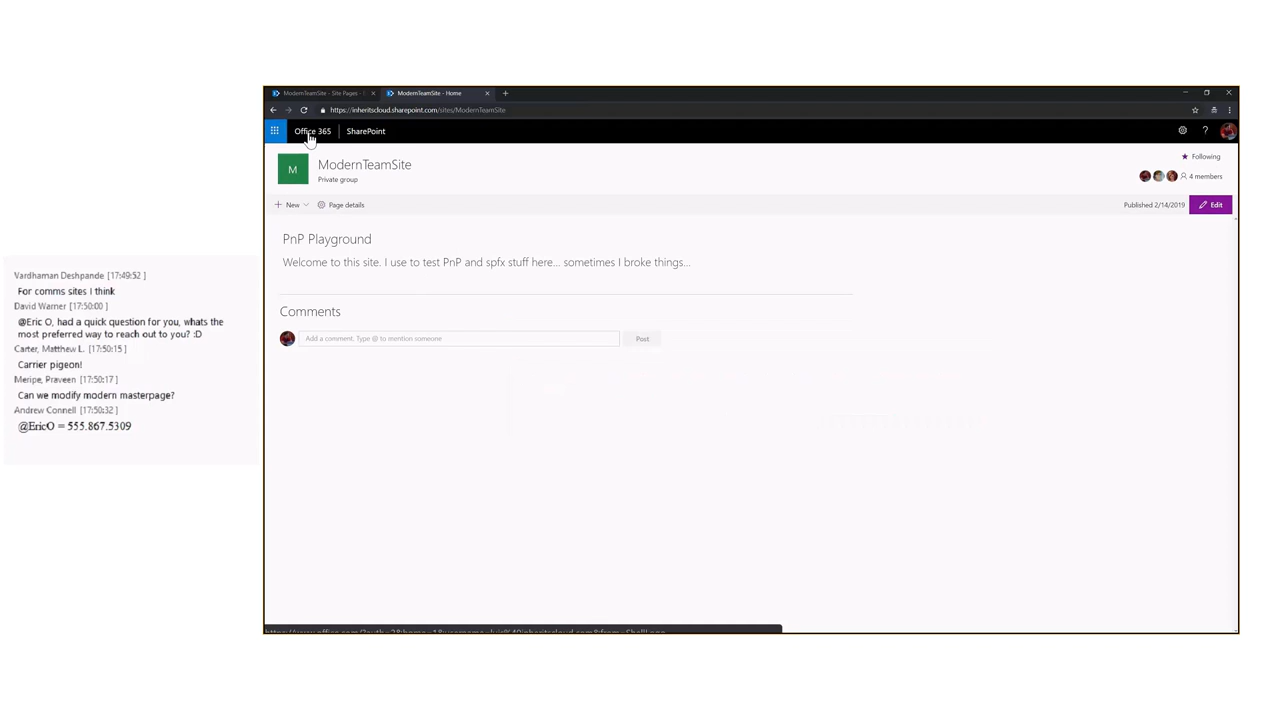 ModernTeamSite - Site Pages -
ModernTeamSite - Home
https://inheritscloud.sharepoint.com/sites/ModernTeamSite
Office 365
SharePoint
?
M
ModernTeamSite
Private group
Following
4 members
New
Page details
Published 2/14/2019
Edit
PnP Playground
Welcome to this site. I use to test PnP and spfx stuff here... sometimes I broke things...
Comments
Add a comment. Type @ to mention someone
Post
Vardhaman Deshpande [17:49:52 ]
For comms sites I think
David Warner [17:50:00 ]
@Eric O, had a quick question for you, whats the
most preferred way to reach out to you? :D
Carter, Matthew L. [17:50:15 ]
Carrier pigeon!
Meripe, Praveen [17:50:17 ]
Can we modify modern masterpage?
Andrew Connell [17:50:32 ]
@EricO = 555.867.5309